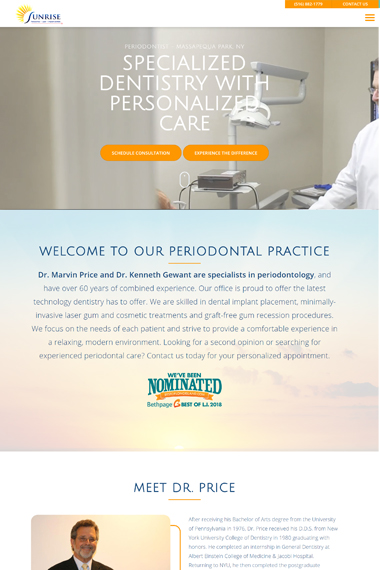 SUNRISE
CONTACT US
PERIODONTIST · MASSAPEQUA PARK, NY
SPECIALIZED
DENTISTRY WITH
PERSONALIZED
CARE
SCHEDULE CONSULTATION
EXPERIENCE THE DIFFERENCE
WELCOME TO OUR PERIODONTAL PRACTICE
Dr. Marvin Price and Dr. Kenneth Gewant are specialists in periodontology, and
have over 60 years of combined experience. Our office is proud to offer the latest
technology dentistry has to offer. We are skilled in dental implant placement, minimally-
invasive laser gum and cosmetic treatments and graft-free gum recession procedures.
We focus on the needs of each patient and strive to provide a comfortable experience in
a relaxing, modern environment. Looking for a second opinion or searching for
experienced periodontal care? Contact us today for your personalized appointment.
WE'VE BEEN
NOMINATED
Bethpage BEST OF L.I. 2018
MEET DR. PRICE
After receiving his Bachelor of Arts degree from the University
of Pennsylvania in 1976, Dr. Price received his D.D.S. from New
York University College of Dentistry in 1980 graduating with
honors. He completed an internship in General Dentistry at
Albert Einstein College of Medicine & Jacobi Hospital.
Returning to NYU, he then completed the postgraduate